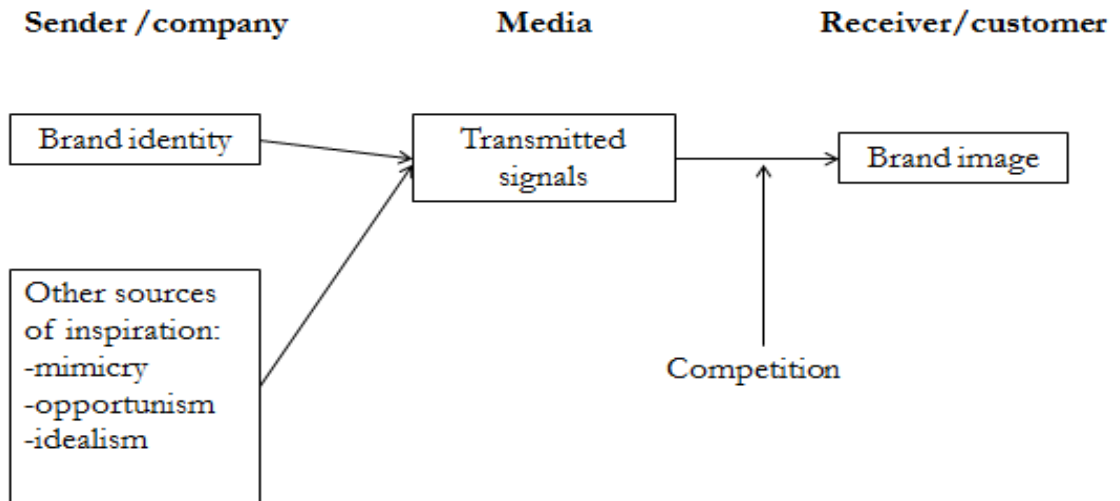 Sender /company
Media
Receiver/customer
Brand identity
Transmitted
signals
Brand image
Other sources
of inspiration:
-mimicry
-opportunism
-idealism
Competition